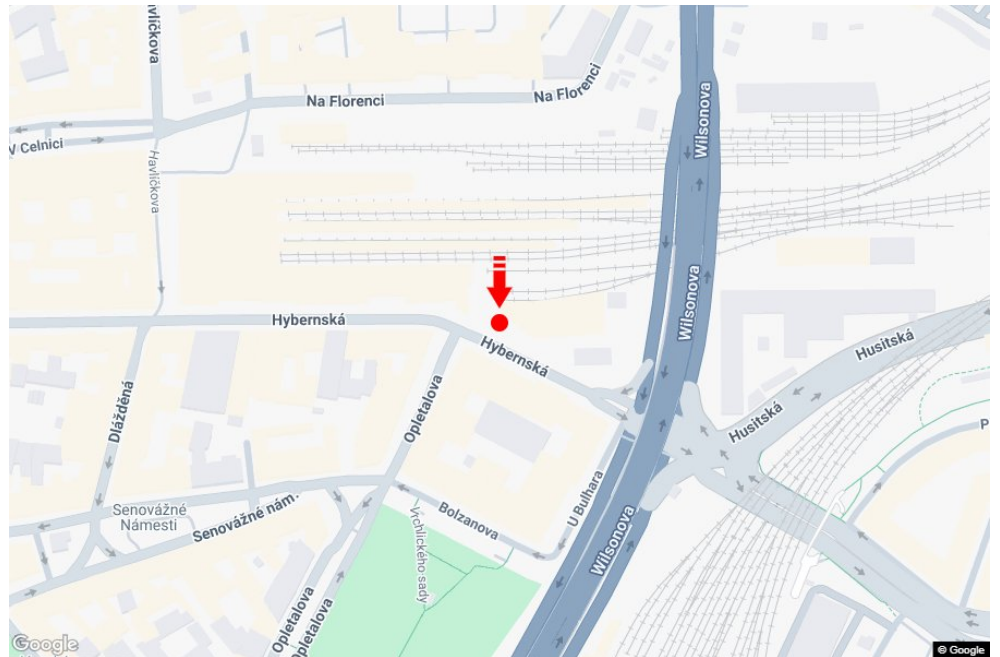 Havlíčkova
Na Florenci
Na Florenci
V Celnici
Havlíčkova
Wilsonova
Wilsonova
Wilsonova
Hybernská
Hybernská
Husitská
Husitská
Dlážděná
Opletalova
Senovážné
Náměstí
Senovážné nám.
Bolzanova
U Bulhara
Vrchlického sady
Wilsonova
Opletalova
Opletalova
P
Google
© Google